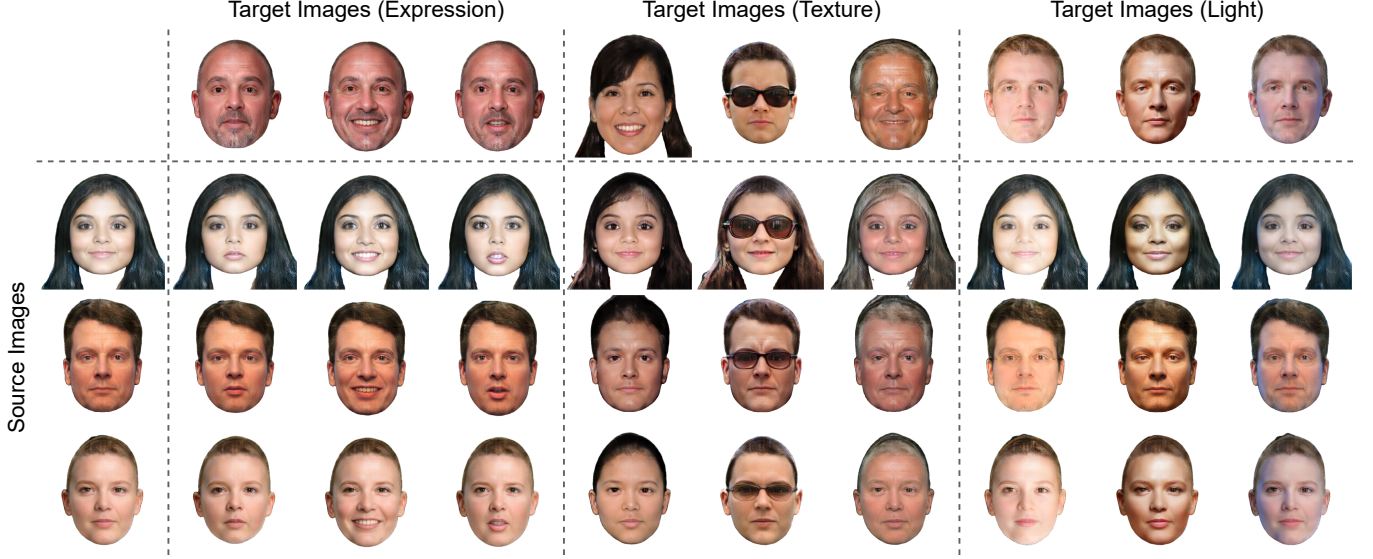 Target Images (Expression)
Target Images (Texture)
Target Images (Light)
Source Images